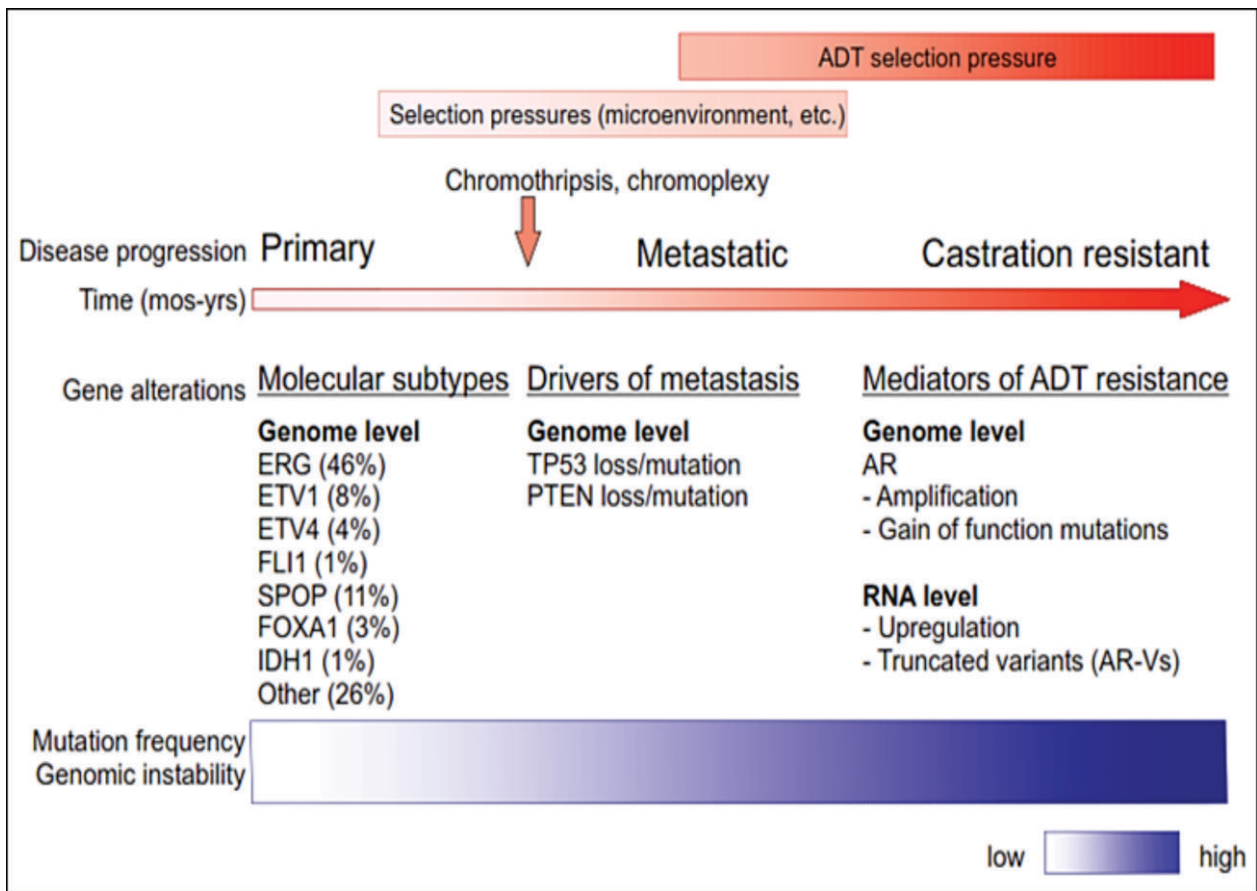 ADT selection pressure
Selection pressures (microenvironment, etc.)
Chromothripsis, chromoplexy
Disease progression Primary Metastatic Castration resistant
Time (mos-yrs)
Gene alterations Molecular subtypes Drivers of metastasis Mediators of ADT resistance
Genome level Genome level Genome level
ERG (46%) TP53 loss/mutation AR
ETV1 (8%) PTEN loss/mutation - Amplification
ETV4 (4%) - Gain of function mutations
FLI1 (1%)
SPOP (11%) RNA level
FOXA1 (3%) - Upregulation
IDH1 (1%) - Truncated variants (AR-Vs)
Other (26%)
Mutation frequency
Genomic instability
low high